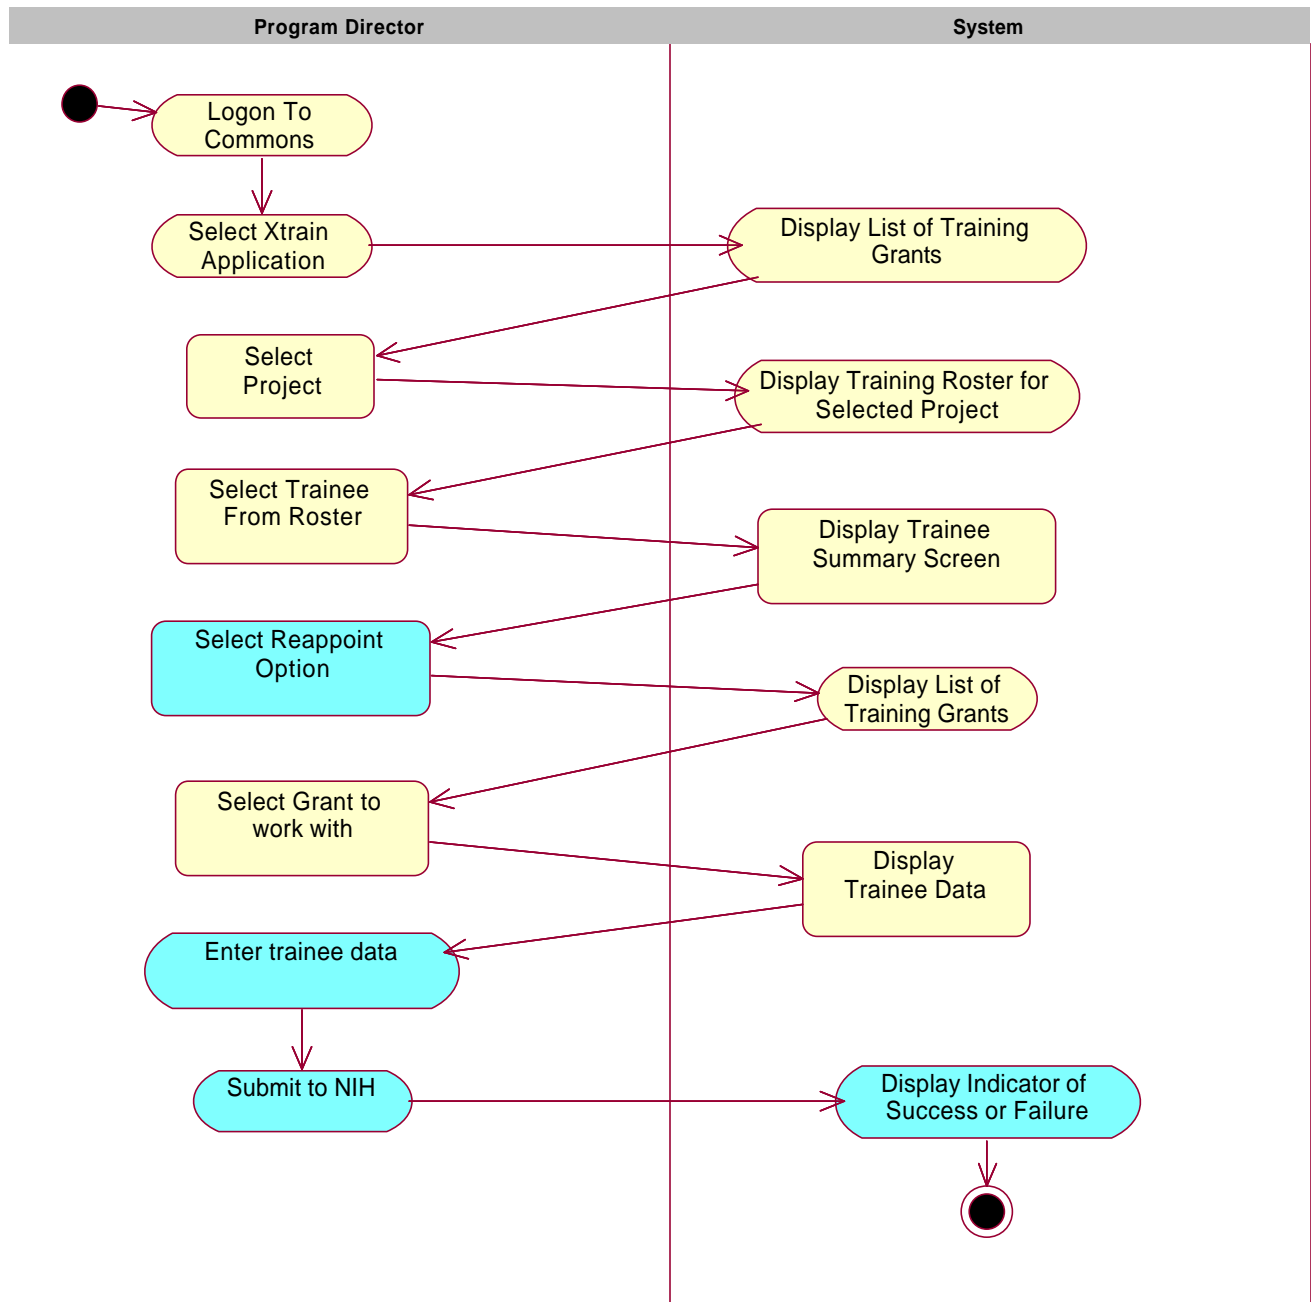 Program Director
System
Logon To
Commons
Select Xtrain
Application
Display List of Training
Grants
Select
Project
Display Training Roster for
Selected Project
Select Trainee
From Roster
Display Trainee
Summary Screen
Select Reappoint
Option
Display List of
Training Grants
Select Grant to
work with
Display
Trainee Data
Enter trainee data
Submit to NIH
Display Indicator of
Success or Failure